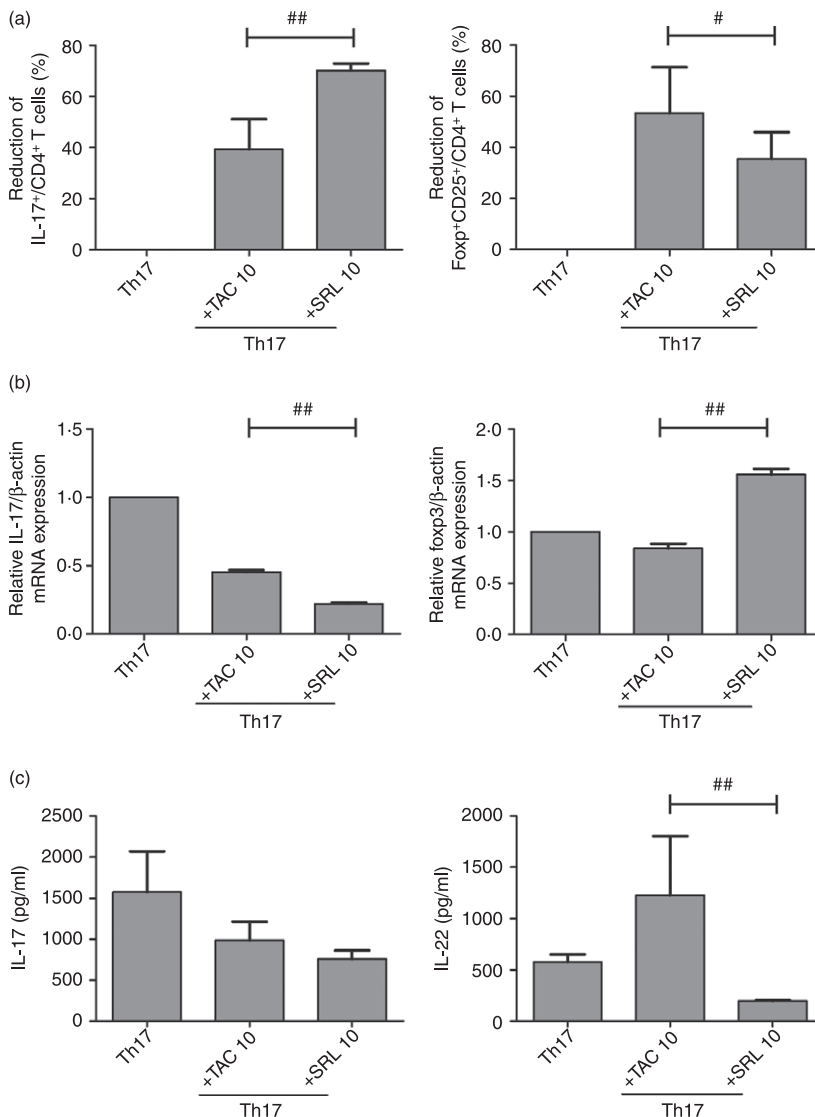 (a)
##
80
60
40
20
0
Reduction of
IL-17⁺/CD4⁺ T cells (%)
Th17
+TAC 10
+SRL 10
Th17
#
80
60
40
20
0
Reduction of
Foxp⁺CD25⁺/CD4⁺ T cells (%)
Th17
+TAC 10
+SRL 10
Th17
(b)
##
1·5
1·0
0·5
0·0
Relative IL-17/β-actin
mRNA expression
Th17
+TAC 10
+SRL 10
Th17
##
2·0
1·5
1·0
0·5
0·0
Relative foxp3/β-actin
mRNA expression
Th17
+TAC 10
+SRL 10
Th17
(c)
2500
2000
1500
1000
500
0
IL-17 (pg/ml)
Th17
+TAC 10
+SRL 10
Th17
##
2000
1500
1000
500
0
IL-22 (pg/ml)
Th17
+TAC 10
+SRL 10
Th17